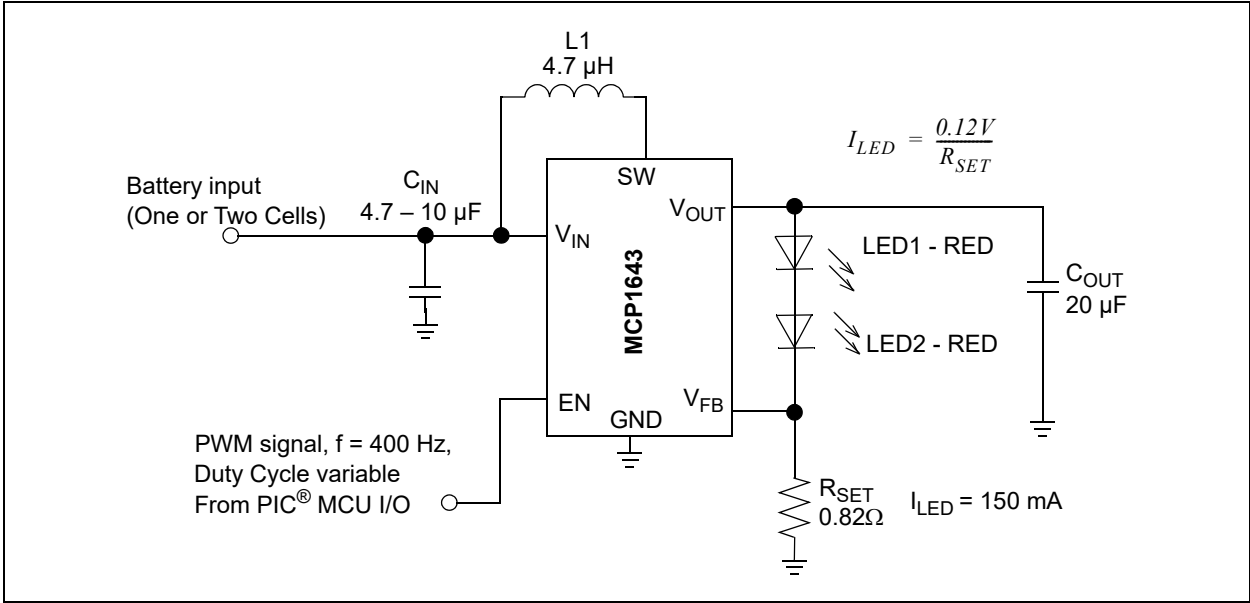 L1
4.7 µH
I_LED = 0.12V / R_SET
Battery input
(One or Two Cells)
C_IN
4.7 – 10 µF
SW
V_OUT
V_IN
MCP1643
LED1 - RED
C_OUT
20 µF
LED2 - RED
EN
V_FB
GND
PWM signal, f = 400 Hz,
Duty Cycle variable
From PIC® MCU I/O
R_SET
0.82Ω
I_LED = 150 mA